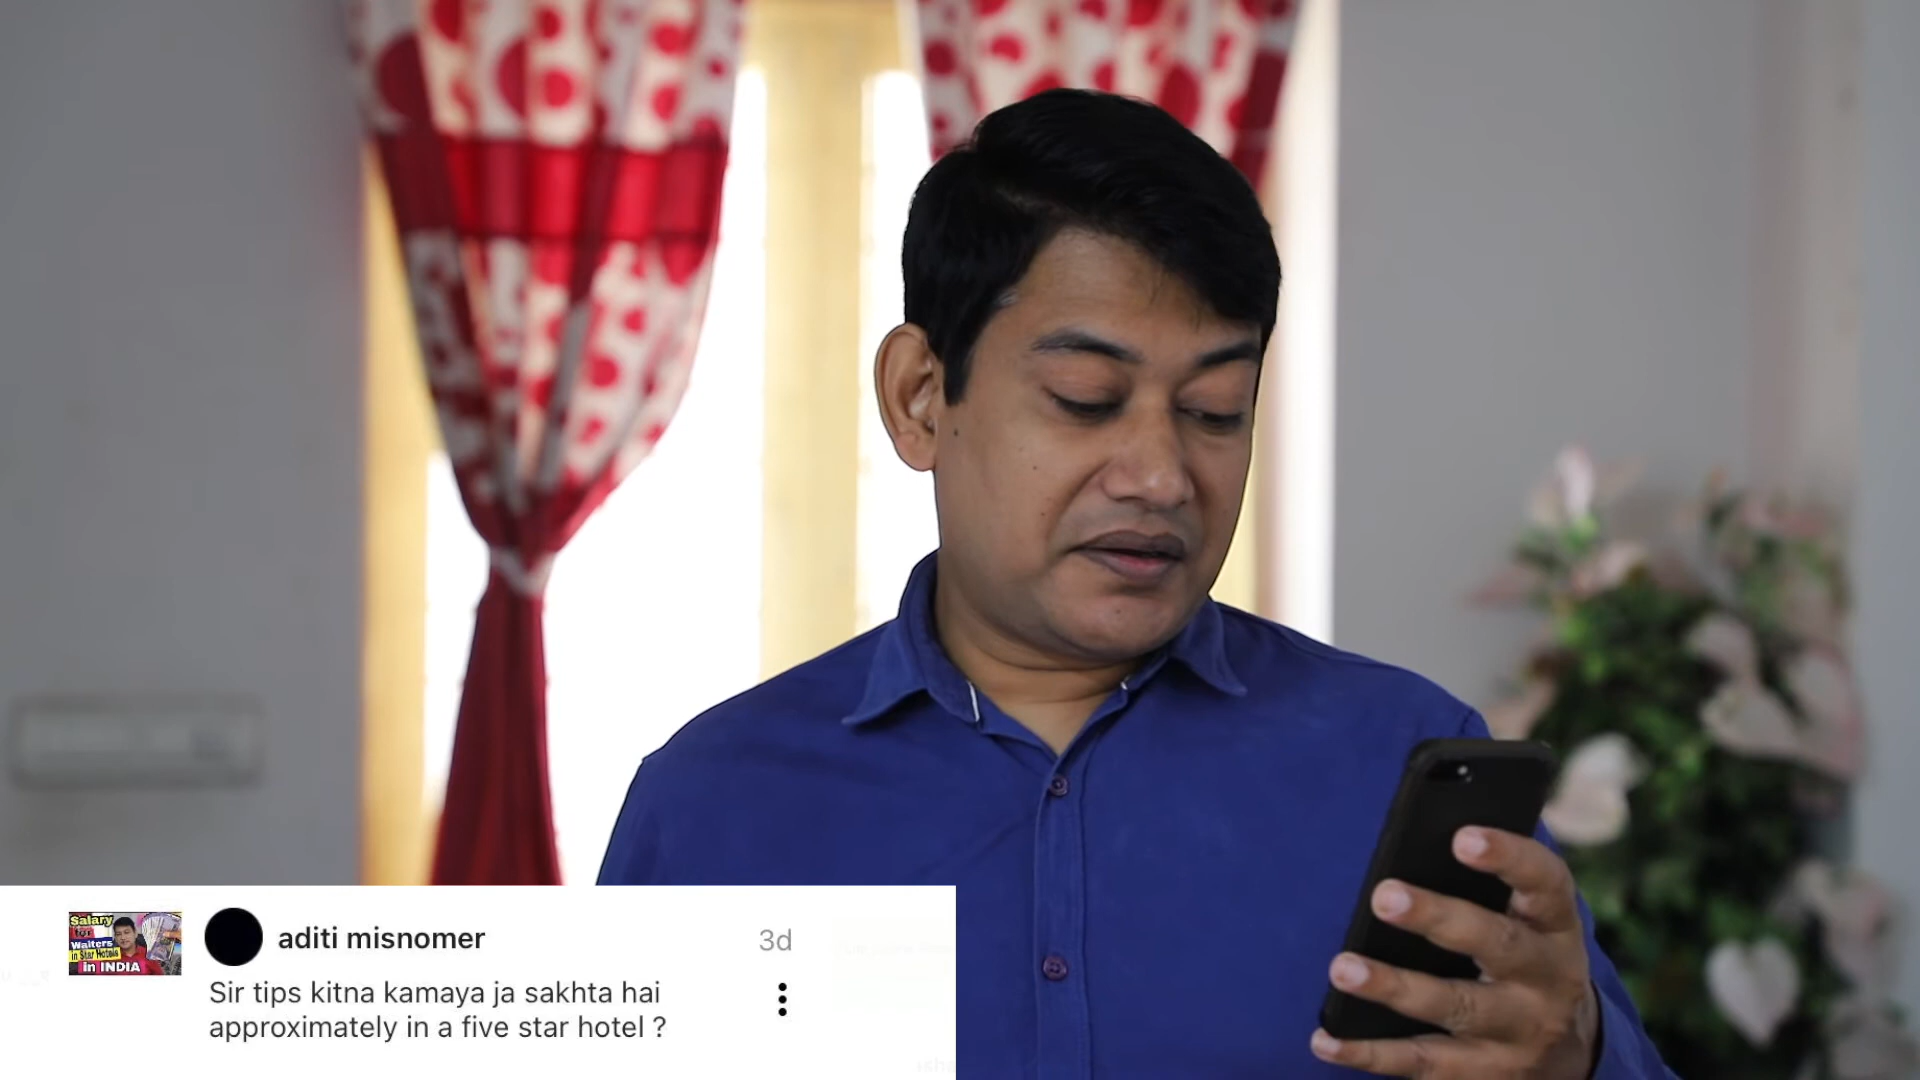 Salary
for
Waiters
in Star Hotels
in INDIA
aditi misnomer
3d
Sir tips kitna kamaya ja sakhta hai
approximately in a five star hotel ?